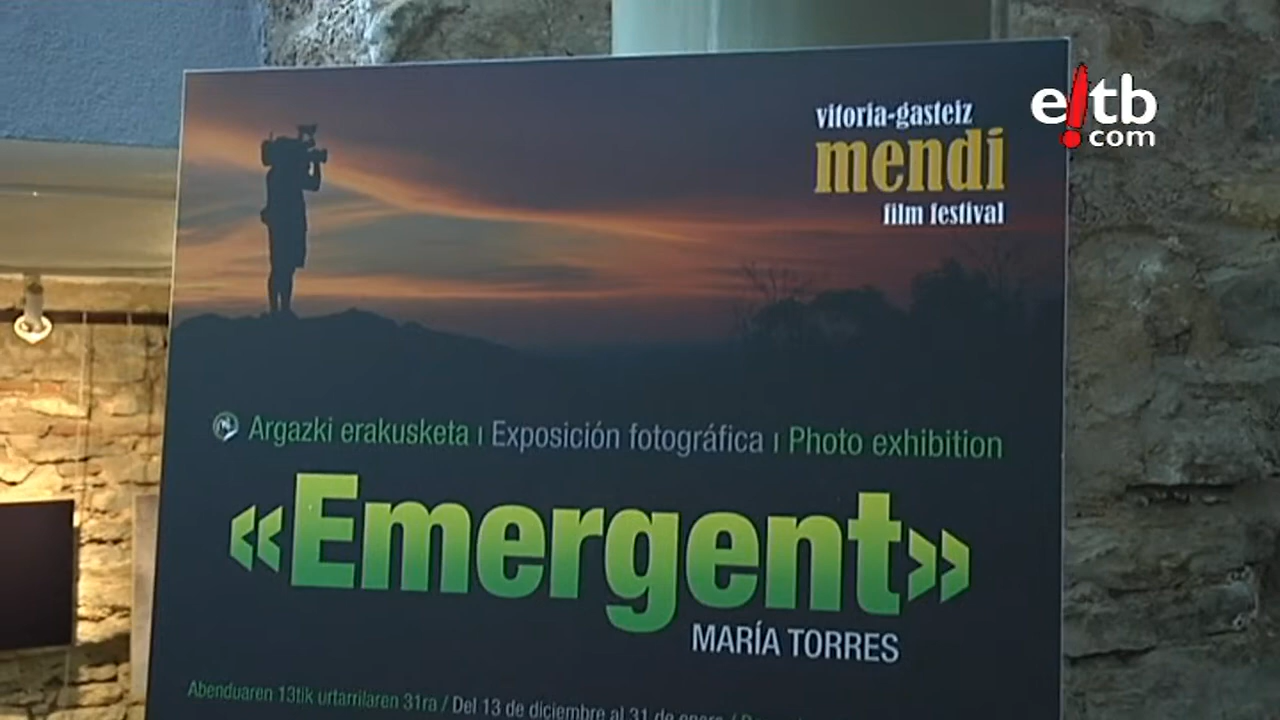 vitoria-gasteiz
mendi
film festival
e!tb
.com
Argazki erakusketa | Exposición fotográfica | Photo exhibition
«Emergent»
MARÍA TORRES
Abenduaren 13tik urtarrilaren 31ra / Del 13 de diciembre al 31 de enero /